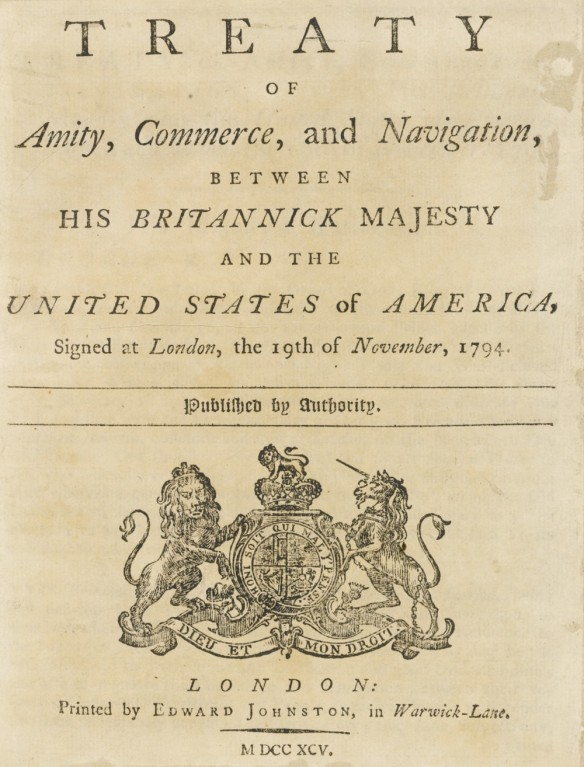 TREATY
OF
Amity, Commerce, and Navigation,
BETWEEN
HIS BRITANNICK MAJESTY
AND THE
UNITED STATES of AMERICA,
Signed at London, the 19th of November, 1794.
Publiſhed by Authority.
HONI SOIT QUI MAL Y PENSE
DIEU ET MON DROIT
LONDON:
Printed by EDWARD JOHNSTON, in Warwick-Lane.
M DCC XCV.